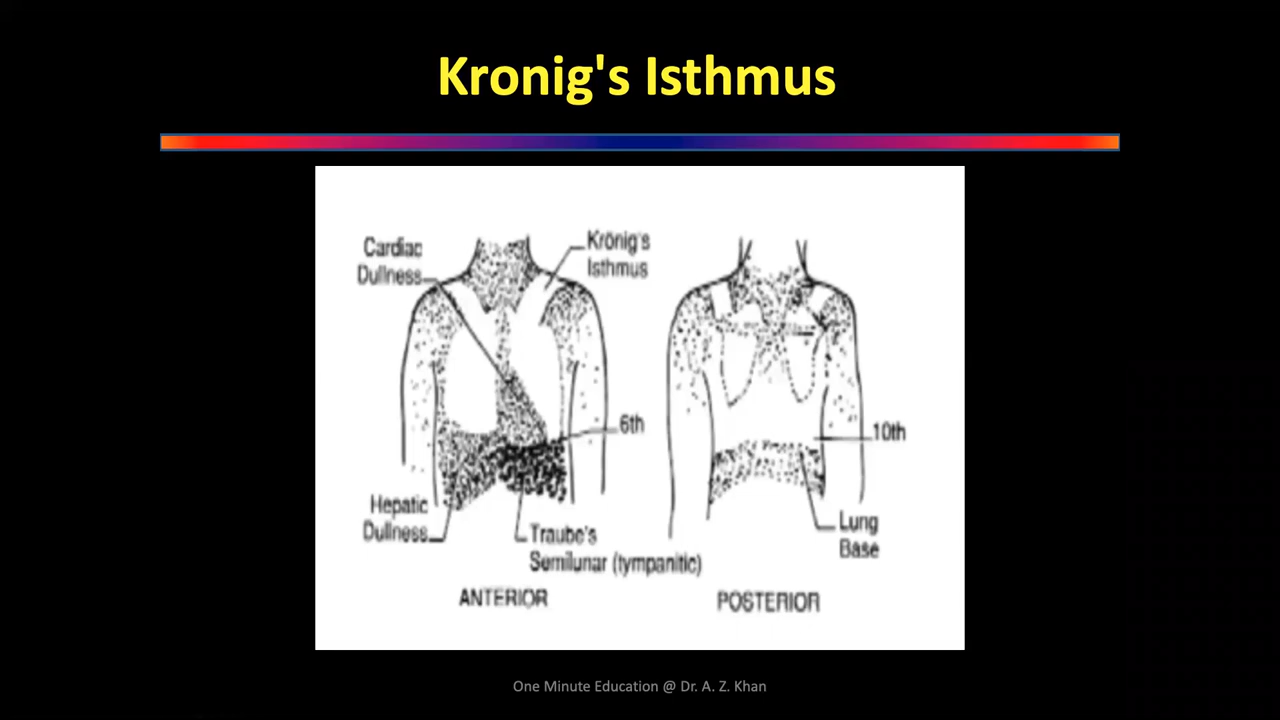 Kronig's Isthmus
Cardiac
Dullness
Krönig's
Isthmus
6th
10th
Hepatic
Dullness
Traube's
Semilunar (tympanitic)
Lung
Base
ANTERIOR
POSTERIOR
One Minute Education @ Dr. A. Z. Khan